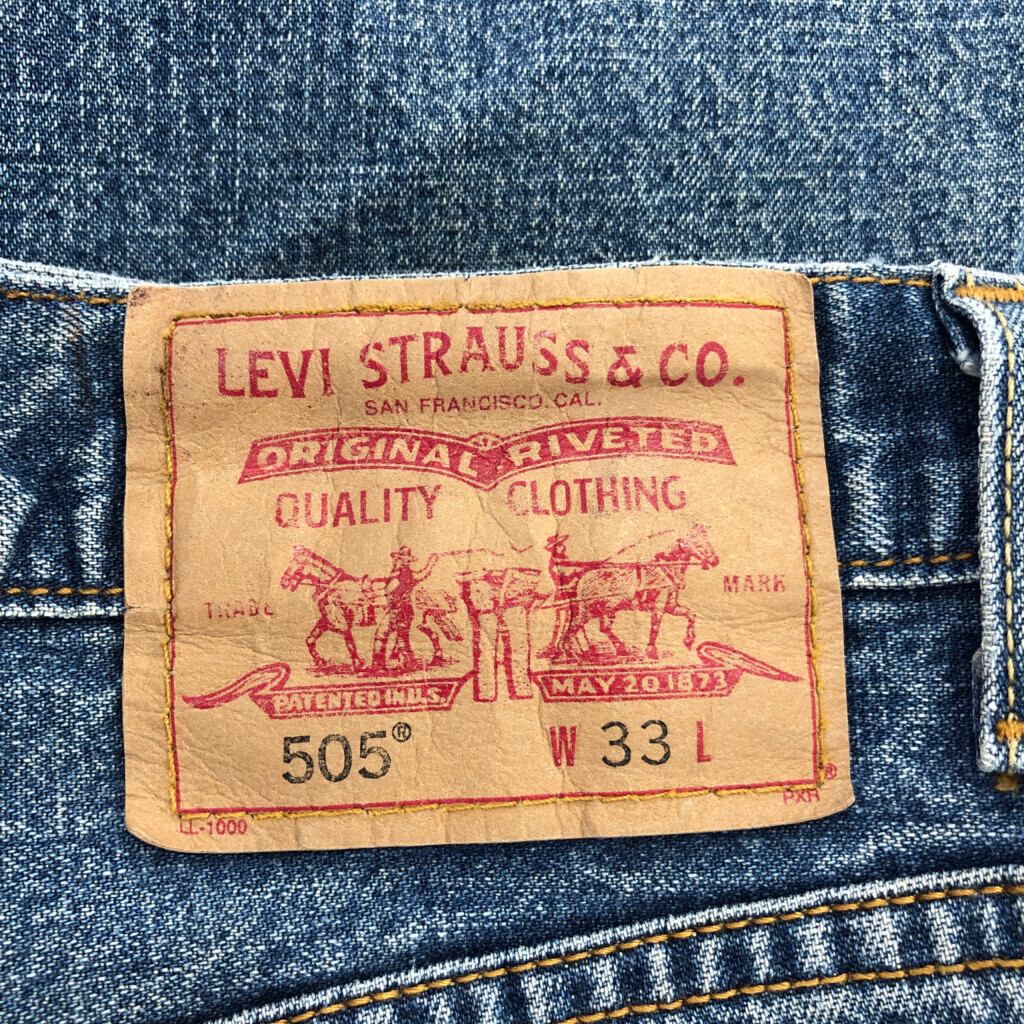 LEVI STRAUSS & CO.
SAN FRANCISCO, CAL.
ORIGINAL RIVETED
QUALITY CLOTHING
TRADE MARK
PATENTED IN U.S. MAY 20 1873
505® W 33 L
®
PXH
LL-1000